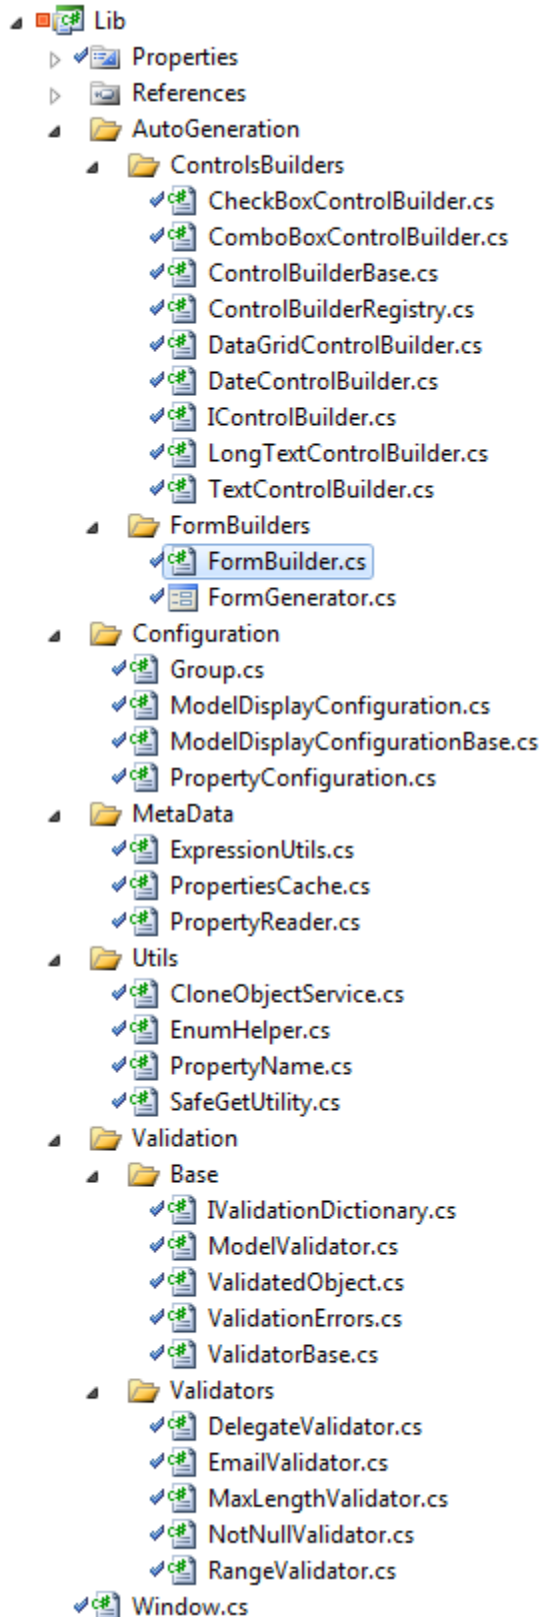 Lib
Properties
References
AutoGeneration
ControlsBuilders
CheckBoxControlBuilder.cs
ComboBoxControlBuilder.cs
ControlBuilderBase.cs
ControlBuilderRegistry.cs
DataGridControlBuilder.cs
DateControlBuilder.cs
IControlBuilder.cs
LongTextControlBuilder.cs
TextControlBuilder.cs
FormBuilders
FormBuilder.cs
FormGenerator.cs
Configuration
Group.cs
ModelDisplayConfiguration.cs
ModelDisplayConfigurationBase.cs
PropertyConfiguration.cs
MetaData
ExpressionUtils.cs
PropertiesCache.cs
PropertyReader.cs
Utils
CloneObjectService.cs
EnumHelper.cs
PropertyName.cs
SafeGetUtility.cs
Validation
Base
IValidationDictionary.cs
ModelValidator.cs
ValidatedObject.cs
ValidationErrors.cs
ValidatorBase.cs
Validators
DelegateValidator.cs
EmailValidator.cs
MaxLengthValidator.cs
NotNullValidator.cs
RangeValidator.cs
Window.cs